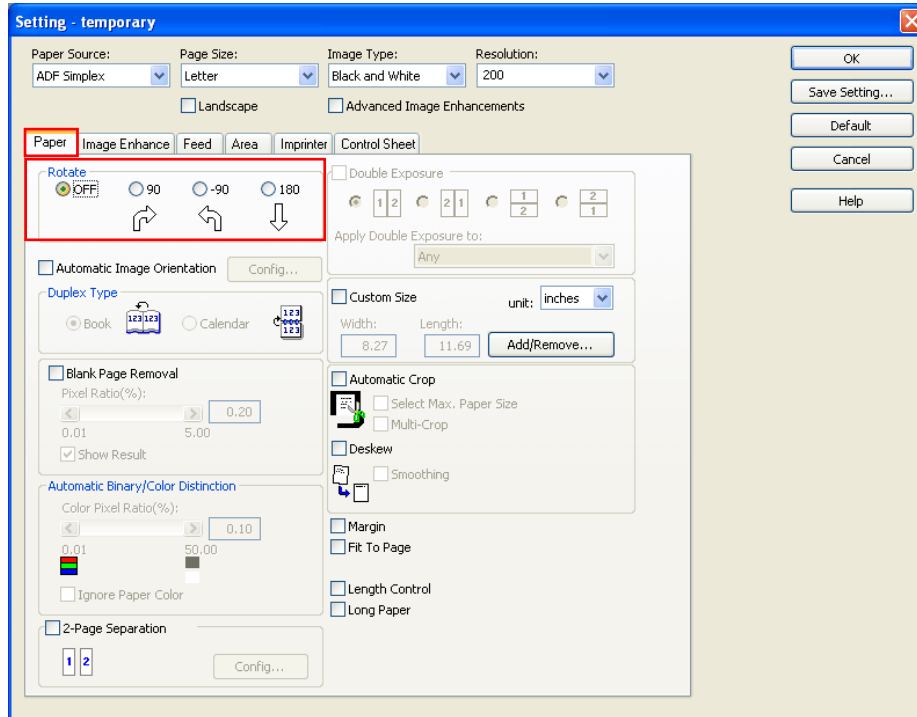 Setting - temporary
Paper Source: Page Size: Image Type: Resolution:
ADF Simplex Letter Black and White 200
Landscape Advanced Image Enhancements
OK
Save Setting...
Default
Cancel
Help
Paper Image Enhance Feed Area Imprinter Control Sheet
Rotate
OFF 90 -90 180
Automatic Image Orientation Config...
Duplex Type
Book 123 123 Calendar 123 123
Blank Page Removal
Pixel Ratio(%):
0.20
0.01 5.00
Show Result
Automatic Binary/Color Distinction
Color Pixel Ratio(%):
0.10
0.01 50.00
Ignore Paper Color
2-Page Separation
1 2 Config...
Double Exposure
1 2 2 1 1 2 2 1
Apply Double Exposure to:
Any
Custom Size unit: inches
Width: Length:
8.27 11.69 Add/Remove...
Automatic Crop
Select Max. Paper Size
Multi-Crop
Deskew
Smoothing
Margin
Fit To Page
Length Control
Long Paper